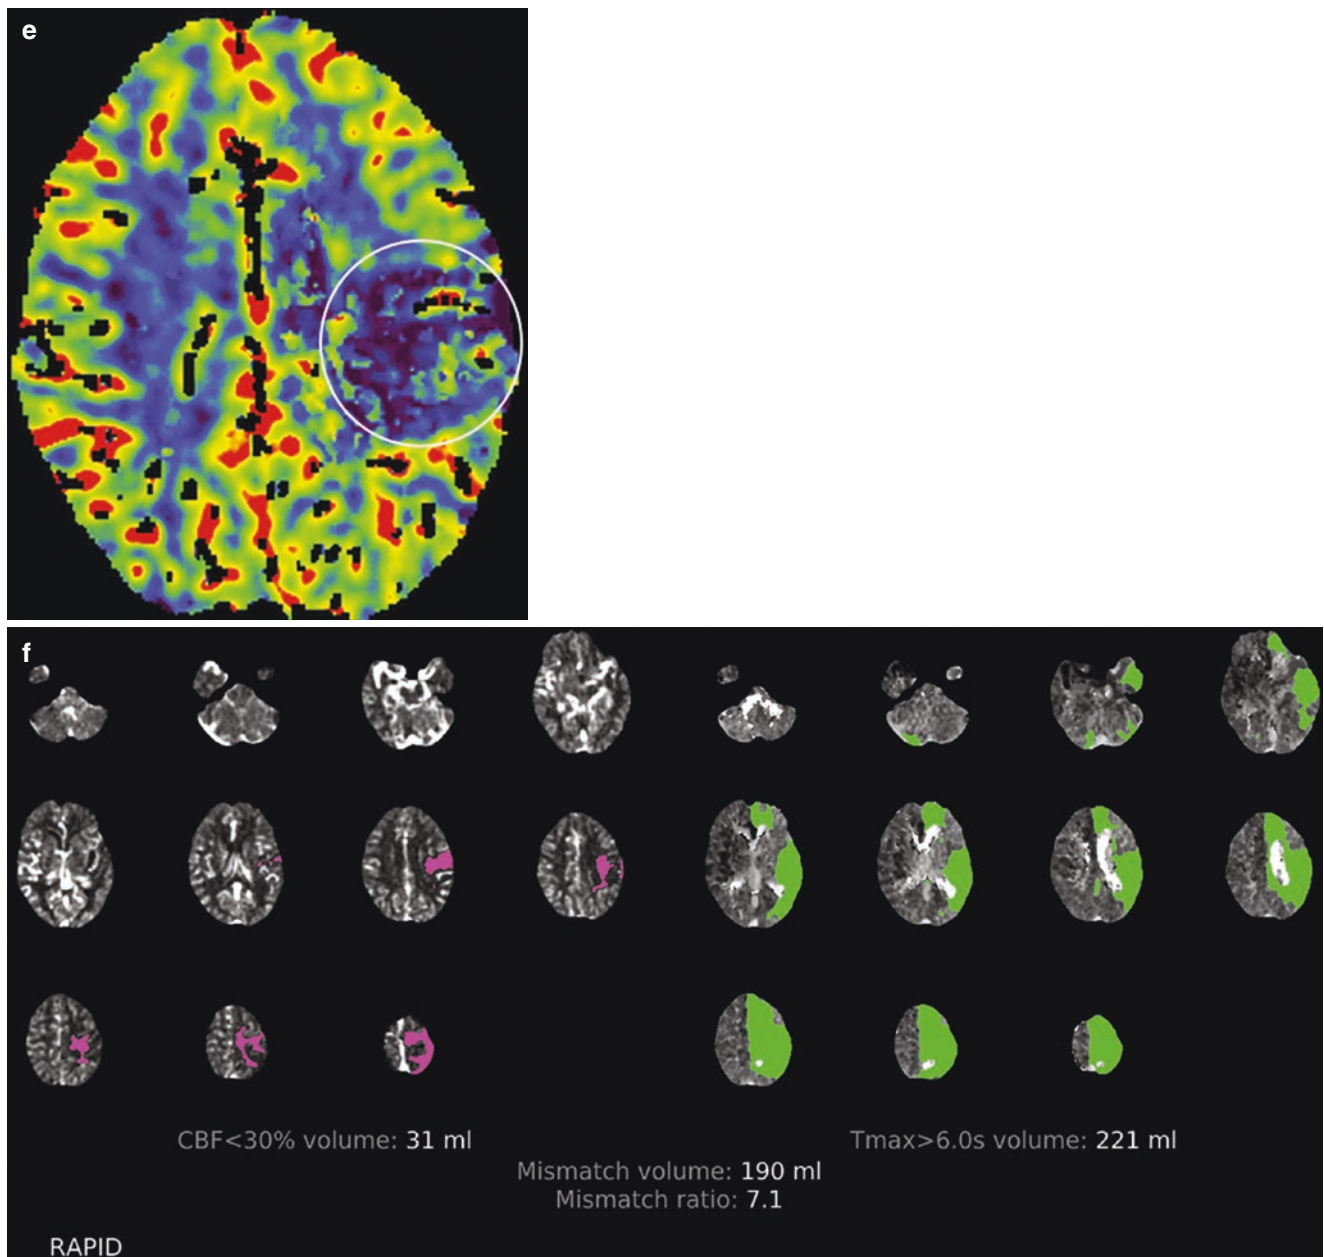 e
f
CBF<30% volume: 31 ml
Tmax>6.0s volume: 221 ml
Mismatch volume: 190 ml
Mismatch ratio: 7.1
RAPID